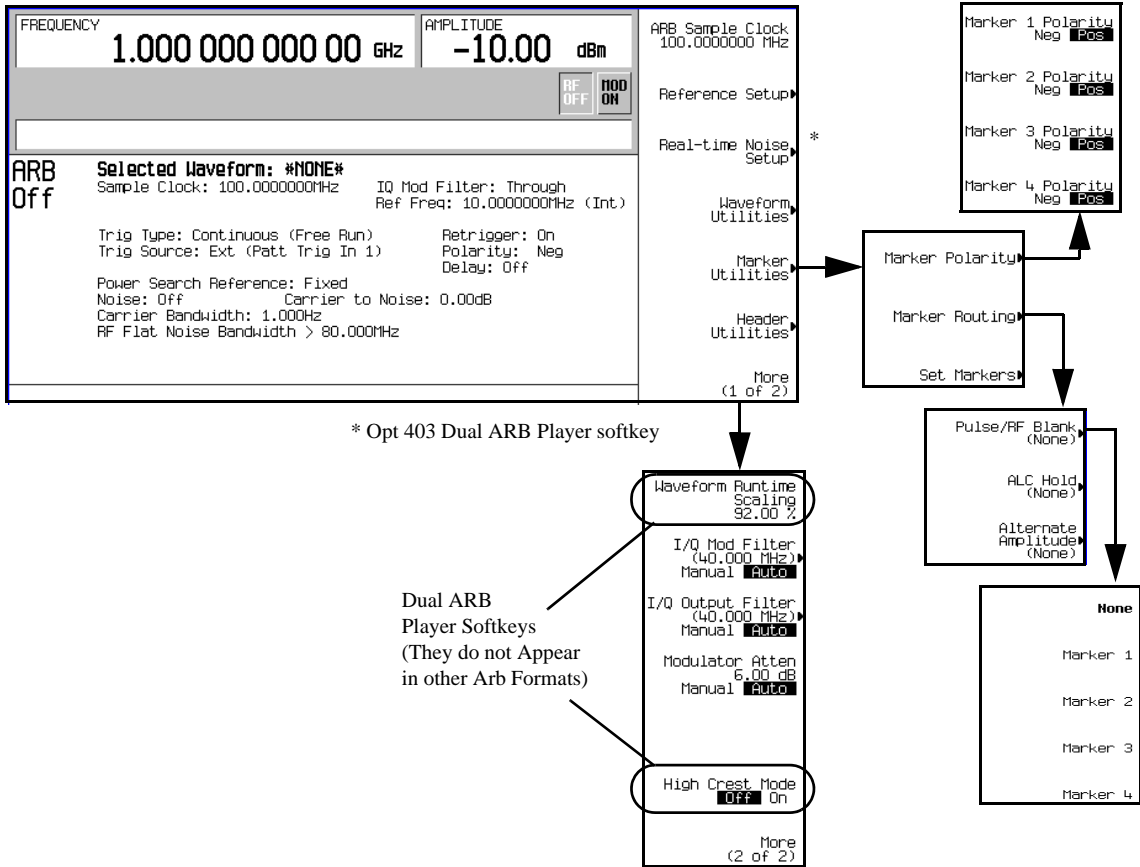 FREQUENCY
1.000 000 000 00 GHz
AMPLITUDE
-10.00 dBm
RF OFF
MOD ON
ARB Off
Selected Waveform: *NONE*
Sample Clock: 100.0000000MHz IQ Mod Filter: Through
Ref Freq: 10.0000000MHz (Int)
Trig Type: Continuous (Free Run) Retrigger: On
Trig Source: Ext (Patt Trig In 1) Polarity: Neg
Delay: Off
Power Search Reference: Fixed
Noise: Off Carrier to Noise: 0.00dB
Carrier Bandwidth: 1.000Hz
RF Flat Noise Bandwidth > 80.000MHz
ARB Sample Clock
100.0000000 MHz
Reference Setup
Real-time Noise
Setup
*
Waveform
Utilities
Marker
Utilities
Header
Utilities
More
(1 of 2)
* Opt 403 Dual ARB Player softkey
Marker 1 Polarity
Neg Pos
Marker 2 Polarity
Neg Pos
Marker 3 Polarity
Neg Pos
Marker 4 Polarity
Neg Pos
Marker Polarity
Marker Routing
Set Markers
Pulse/RF Blank
(None)
ALC Hold
(None)
Alternate
Amplitude
(None)
None
Marker 1
Marker 2
Marker 3
Marker 4
Waveform Runtime
Scaling
92.00 %
I/Q Mod Filter
(40.000 MHz)
Manual Auto
I/Q Output Filter
(40.000 MHz)
Manual Auto
Modulator Atten
6.00 dB
Manual Auto
High Crest Mode
Off On
More
(2 of 2)
Dual ARB
Player Softkeys
(They do not Appear
in other Arb Formats)